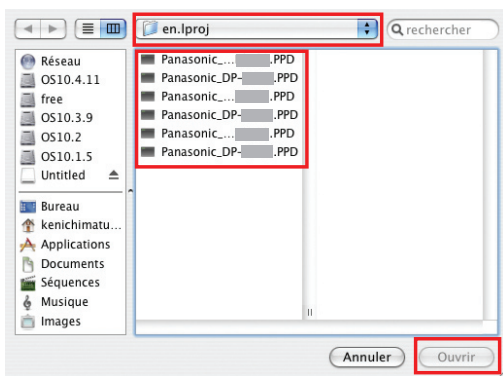 en.lproj
rechercher
Réseau
OS10.4.11
free
OS10.3.9
OS10.2
OS10.1.5
Untitled
Bureau
kenichimatu...
Applications
Documents
Séquences
Musique
Images
Panasonic_... .PPD
Panasonic_DP- .PPD
Panasonic_... .PPD
Panasonic_DP- .PPD
Panasonic_... .PPD
Panasonic_DP- .PPD
Annuler
Ouvrir